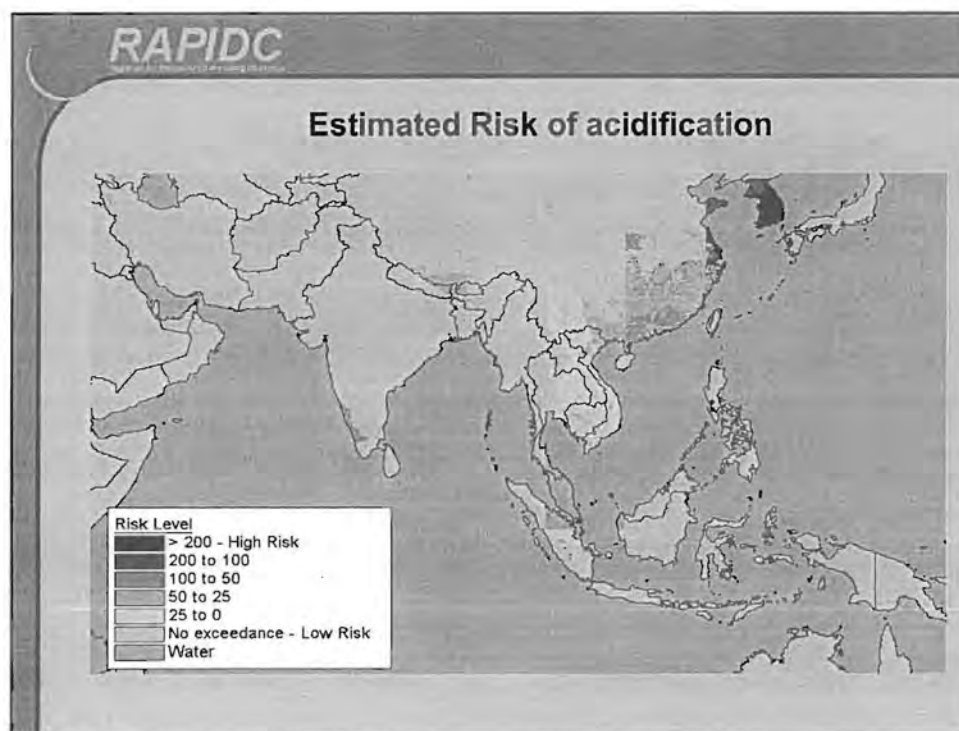 RAPIDC
Estimated Risk of acidification
Risk Level
> 200 - High Risk
200 to 100
100 to 50
50 to 25
25 to 0
No exceedance - Low Risk
Water